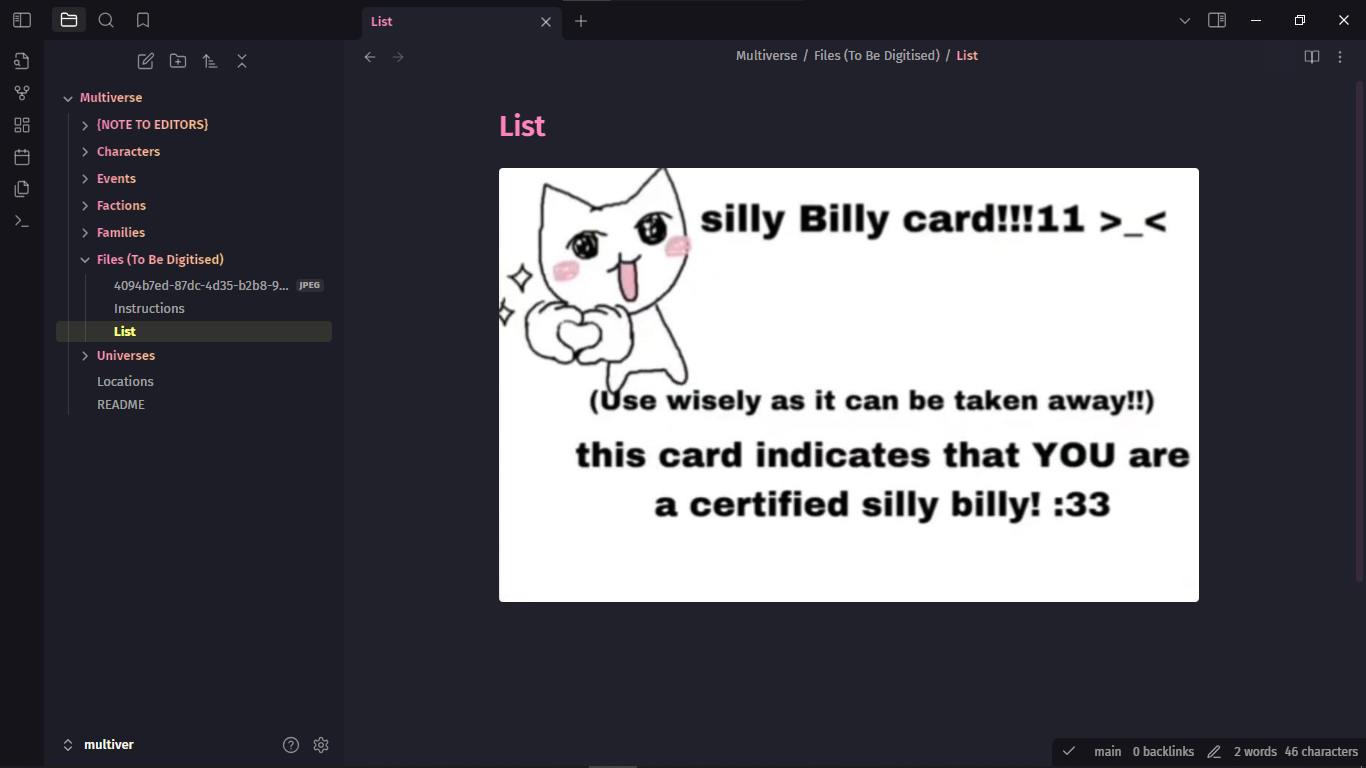 List
Multiverse / Files (To Be Digitised) / List
Multiverse
{NOTE TO EDITORS}
Characters
Events
Factions
Families
Files (To Be Digitised)
4094b7ed-87dc-4d35-b2b8-9... JPEG
Instructions
List
Universes
Locations
README
multiver
List
silly Billy card!!!11 >_<
(Use wisely as it can be taken away!!)
this card indicates that YOU are
a certified silly billy! :33
main 0 backlinks 2 words 46 characters